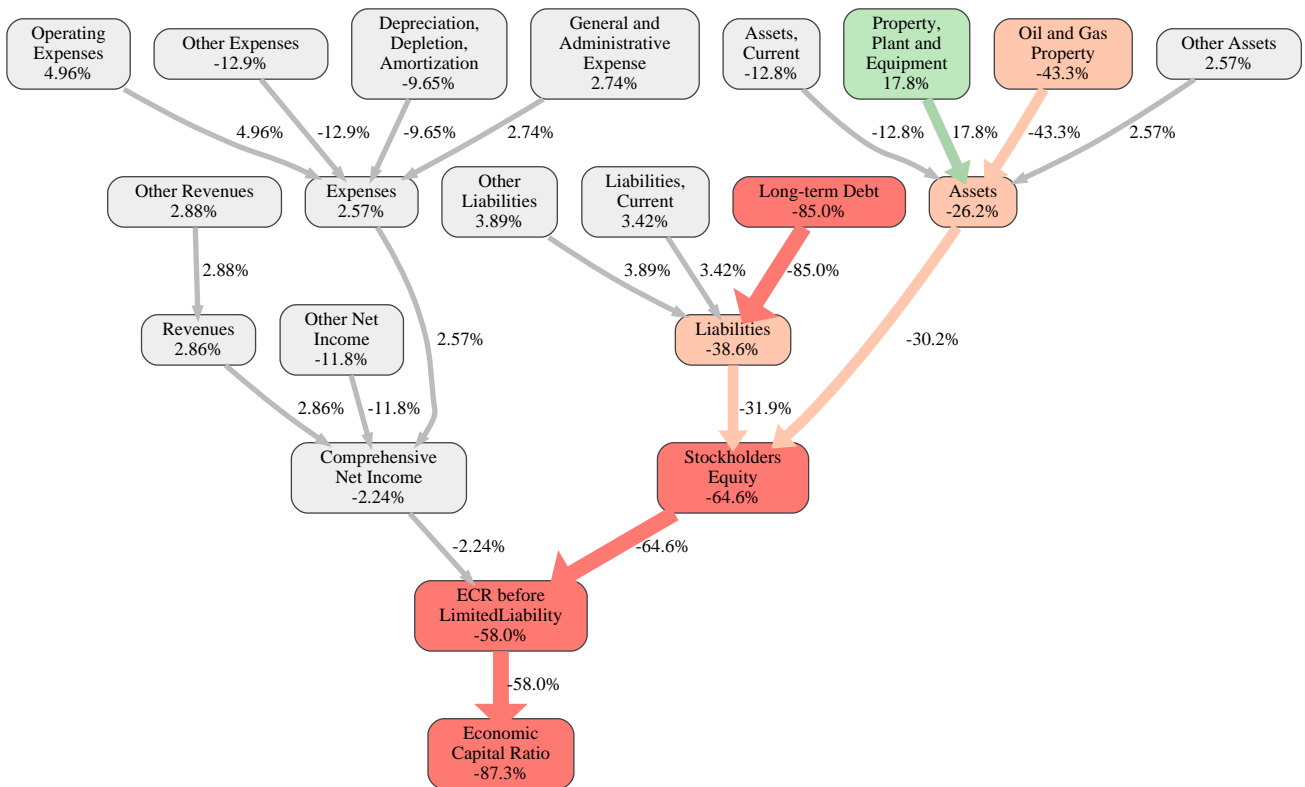 Operating
Expenses
4.96%
Other Expenses
-12.9%
Depreciation,
Depletion,
Amortization
-9.65%
General and
Administrative
Expense
2.74%
Assets,
Current
-12.8%
Property,
Plant and
Equipment
17.8%
Oil and Gas
Property
-43.3%
Other Assets
2.57%
4.96%
-12.9%
-9.65%
2.74%
-12.8%
17.8%
-43.3%
2.57%
Other Revenues
2.88%
Expenses
2.57%
Other
Liabilities
3.89%
Liabilities,
Current
3.42%
Long-term Debt
-85.0%
Assets
-26.2%
2.88%
3.89%
3.42%
-85.0%
Revenues
2.86%
Other Net
Income
-11.8%
2.57%
Liabilities
-38.6%
-30.2%
2.86%
-11.8%
-31.9%
Comprehensive
Net Income
-2.24%
Stockholders
Equity
-64.6%
-2.24%
-64.6%
ECR before
LimitedLiability
-58.0%
-58.0%
Economic
Capital Ratio
-87.3%